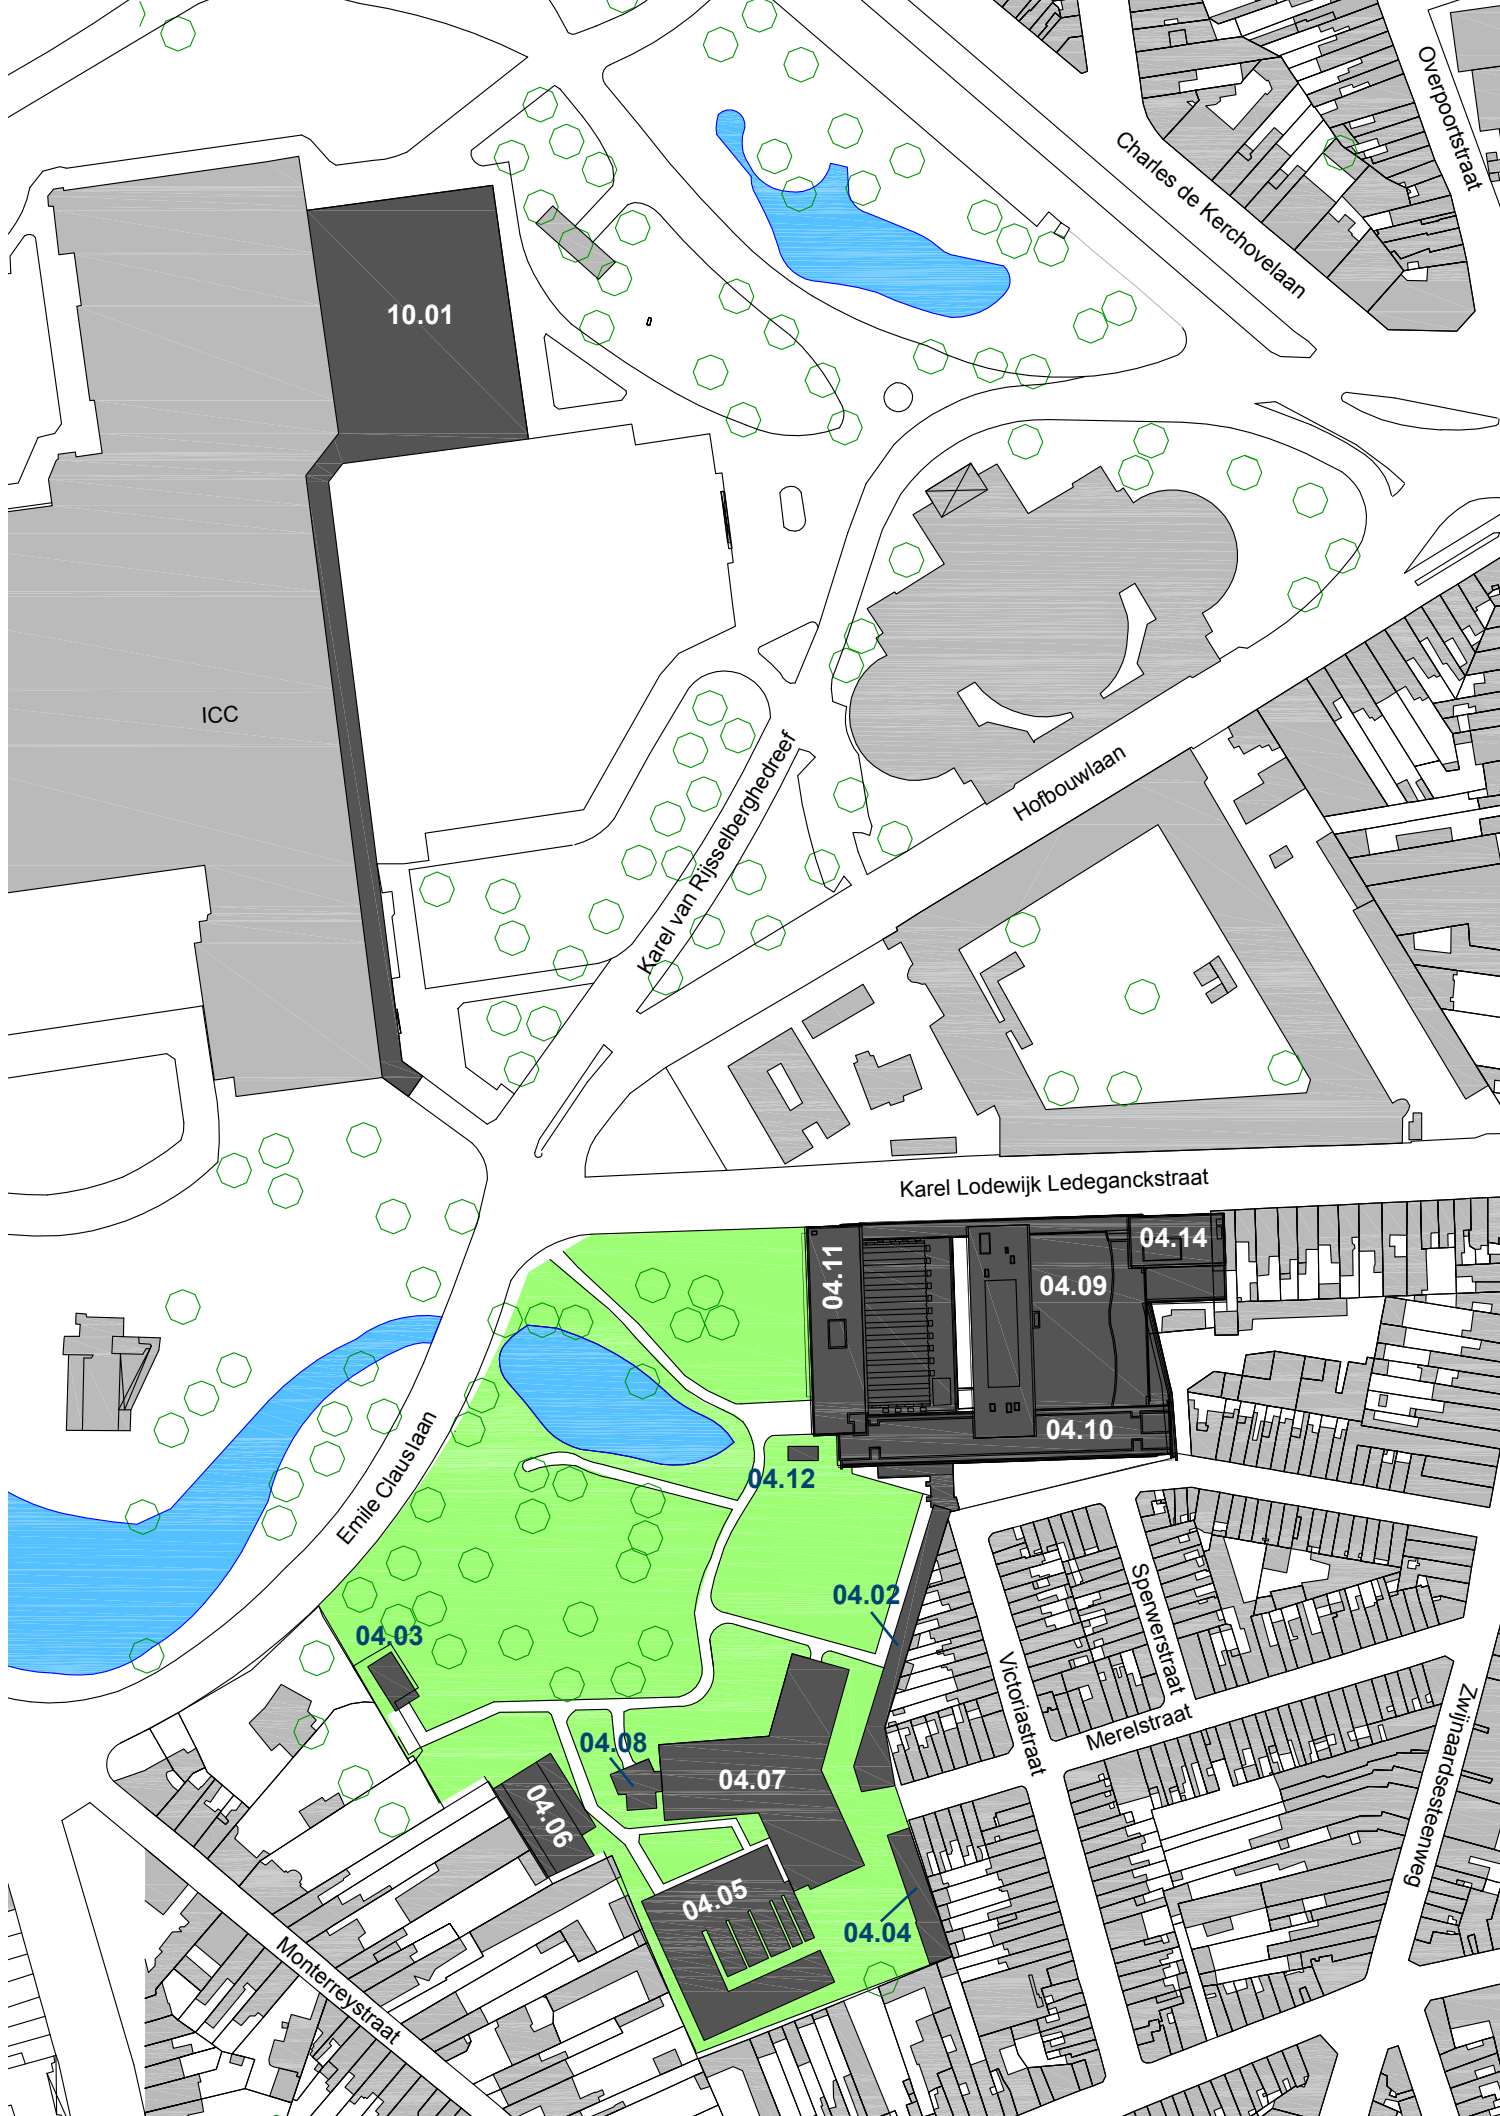 Overpoortstraat
Charles de Kerchovelaan
10.01
ICC
Karel van Rijsselberghedreef
Hofbouwlaan
Karel Lodewijk Ledeganckstraat
04.14
04.11
04.09
04.10
Emile Clauslaan
04.12
04.02
04.03
Sperwerstraat
Victoriastraat
Merelstraat
Zwijnaardsesteenweg
04.08
04.07
04.06
04.05
04.04
Monterreystraat